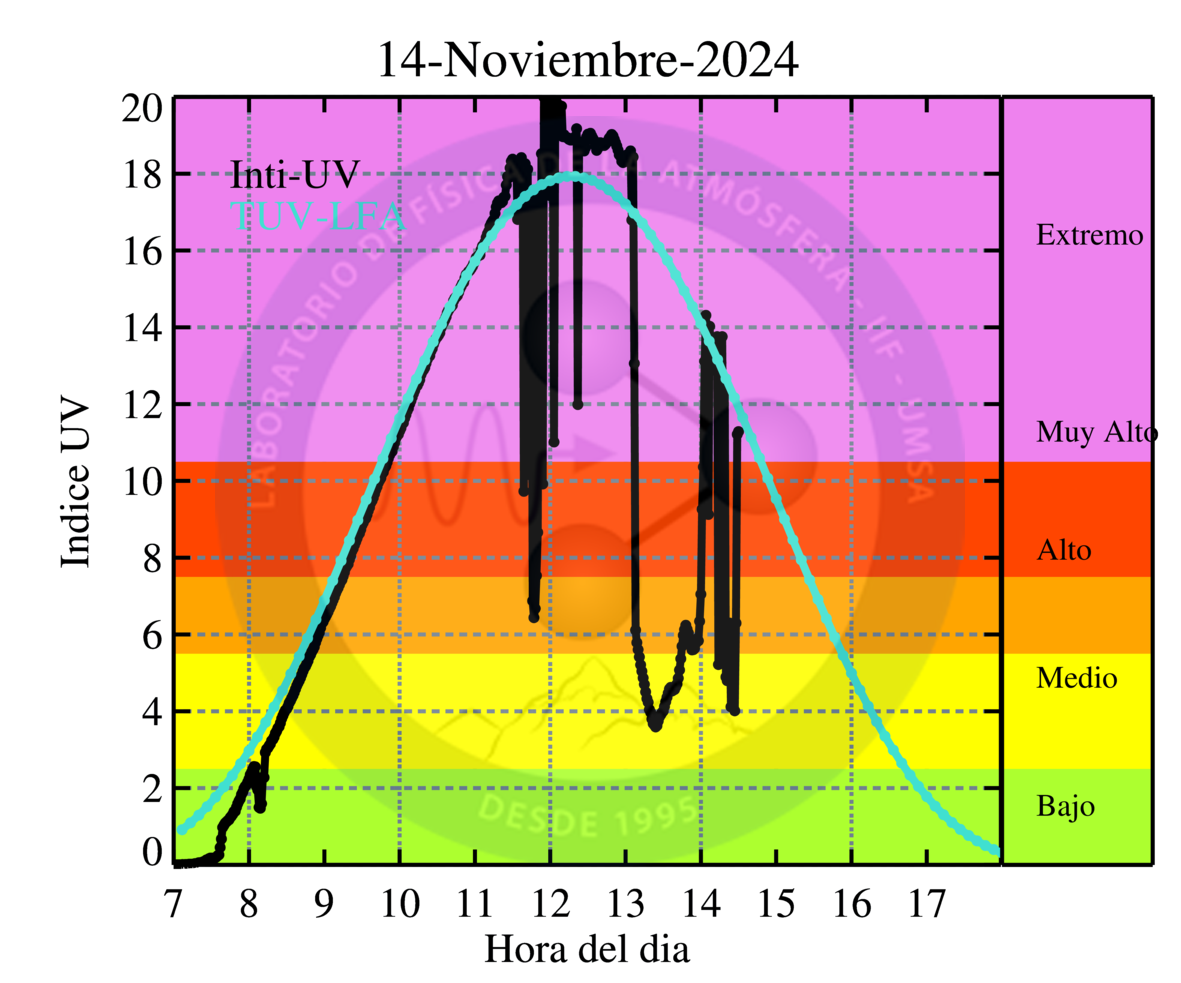 14-Noviembre-2024
20
18
16
14
12
10
8
6
4
2
0
Indice UV
Inti-UV
TUV-LFA
LABORATORIO DE FÍSICA DE LA ATMÓSFERA - IIF - UMSA
DESDE 1995
Extremo
Muy Alto
Alto
Medio
Bajo
7 8 9 10 11 12 13 14 15 16 17
Hora del dia